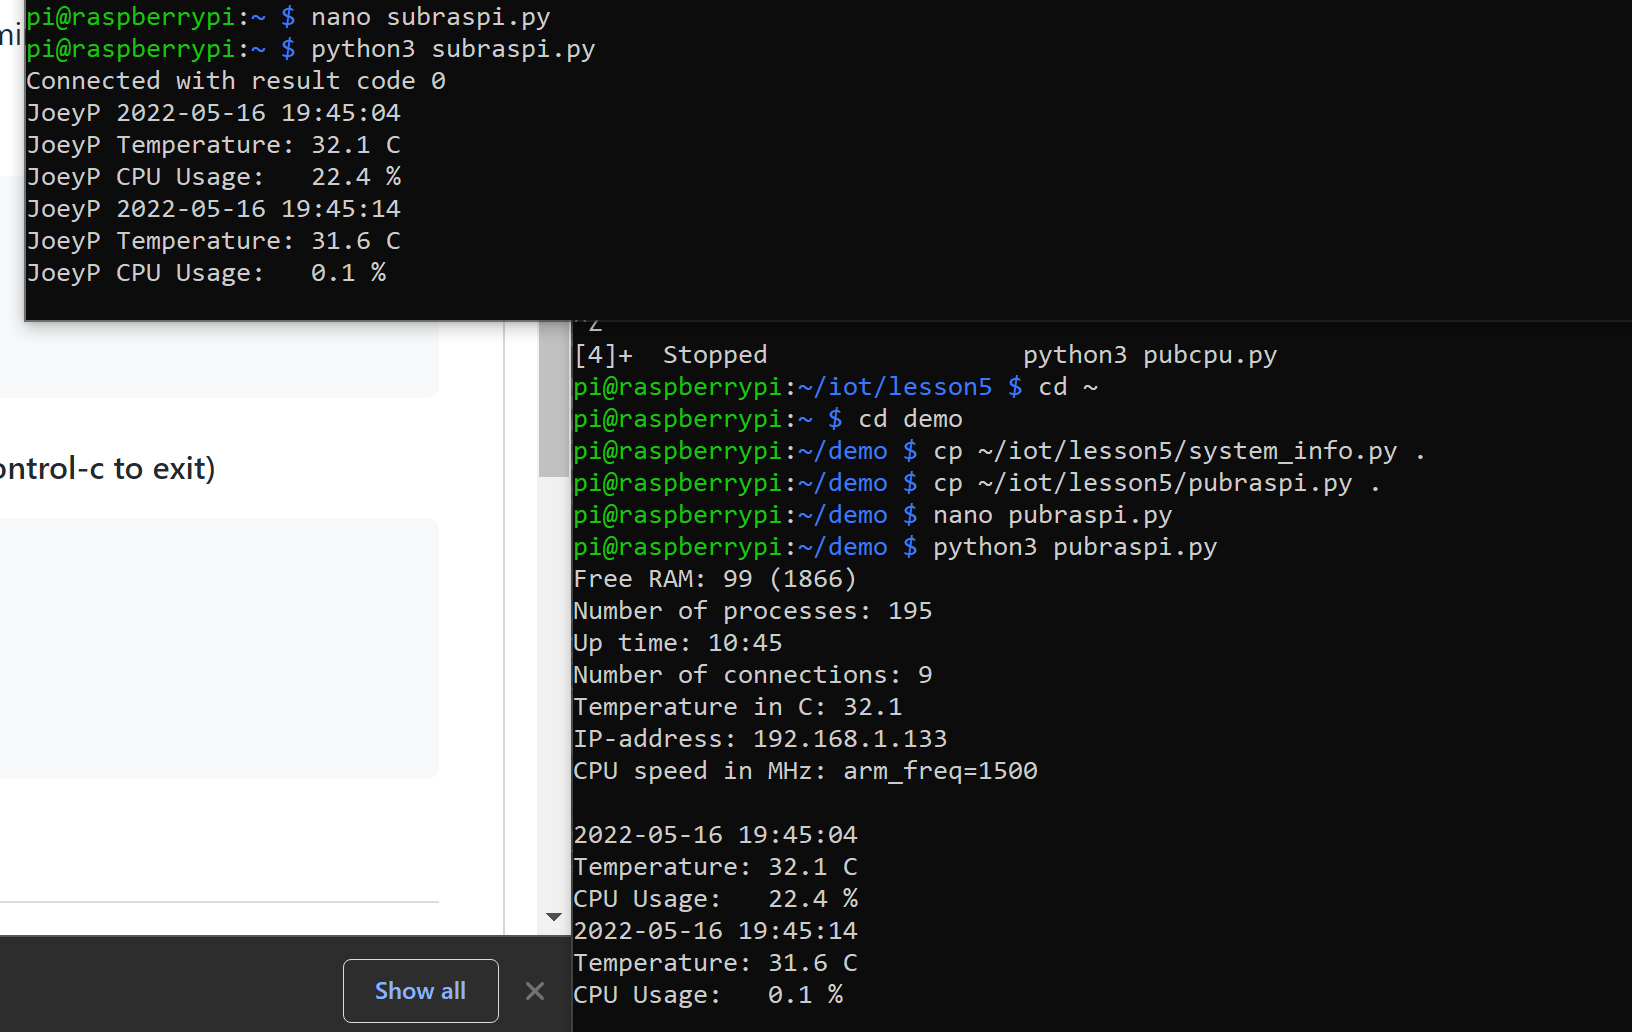 pi@raspberrypi:~ $ nano subraspi.py
pi@raspberrypi:~ $ python3 subraspi.py
Connected with result code 0
JoeyP 2022-05-16 19:45:04
JoeyP Temperature: 32.1 C
JoeyP CPU Usage:   22.4 %
JoeyP 2022-05-16 19:45:14
JoeyP Temperature: 31.6 C
JoeyP CPU Usage:   0.1 %
ontrol-c to exit)
Show all
^Z
[4]+  Stopped                 python3 pubcpu.py
pi@raspberrypi:~/iot/lesson5 $ cd ~
pi@raspberrypi:~ $ cd demo
pi@raspberrypi:~/demo $ cp ~/iot/lesson5/system_info.py .
pi@raspberrypi:~/demo $ cp ~/iot/lesson5/pubraspi.py .
pi@raspberrypi:~/demo $ nano pubraspi.py
pi@raspberrypi:~/demo $ python3 pubraspi.py
Free RAM: 99 (1866)
Number of processes: 195
Up time: 10:45
Number of connections: 9
Temperature in C: 32.1
IP-address: 192.168.1.133
CPU speed in MHz: arm_freq=1500
2022-05-16 19:45:04
Temperature: 32.1 C
CPU Usage:   22.4 %
2022-05-16 19:45:14
Temperature: 31.6 C
CPU Usage:   0.1 %